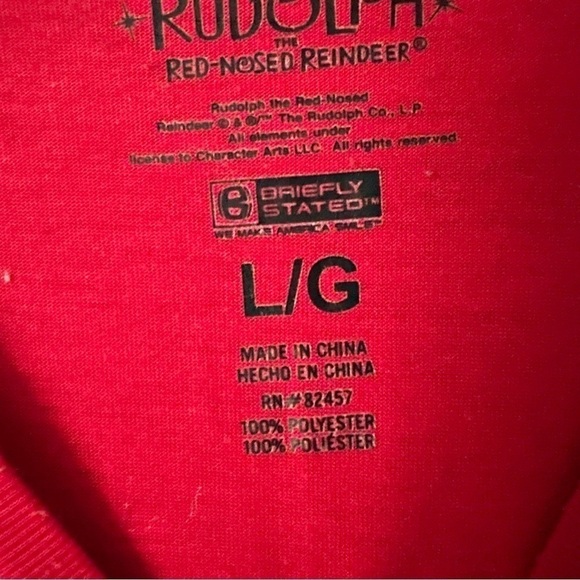 RUDOLPH
THE
RED-NOSED REINDEER®
Rudolph the Red-Nosed
Reindeer © & ®/™ The Rudolph Co., L.P.
All elements under
license to Character Arts LLC. All rights reserved.
BRIEFLY
STATED™
WE MAKE AMERICA SMILE
L/G
MADE IN CHINA
HECHO EN CHINA
RN#82457
100% POLYESTER
100% POLIÉSTER